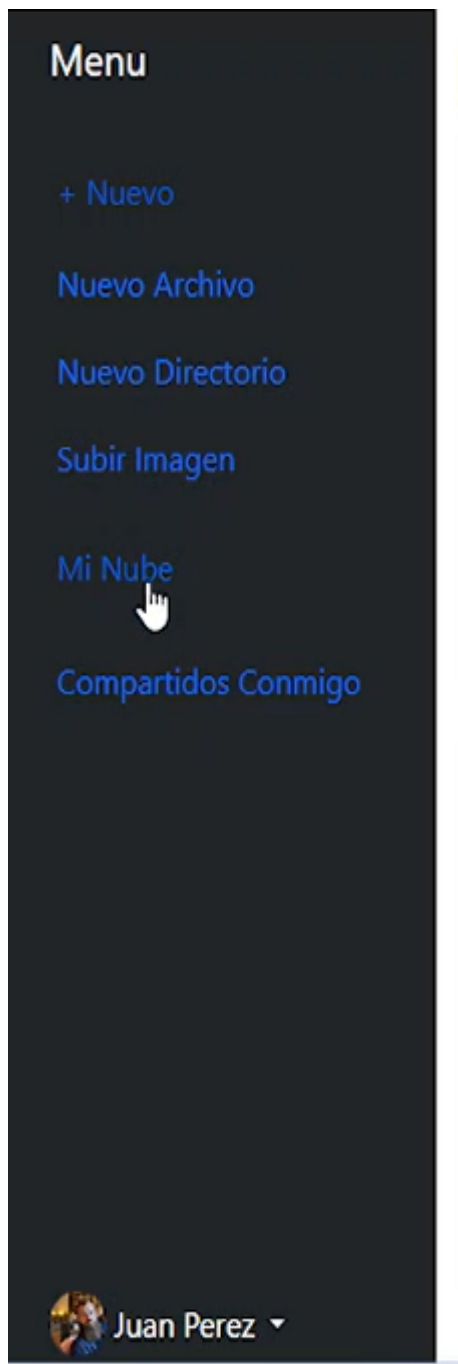 Menu
+ Nuevo
Nuevo Archivo
Nuevo Directorio
Subir Imagen
Mi Nube
Compartidos Conmigo
Juan Perez